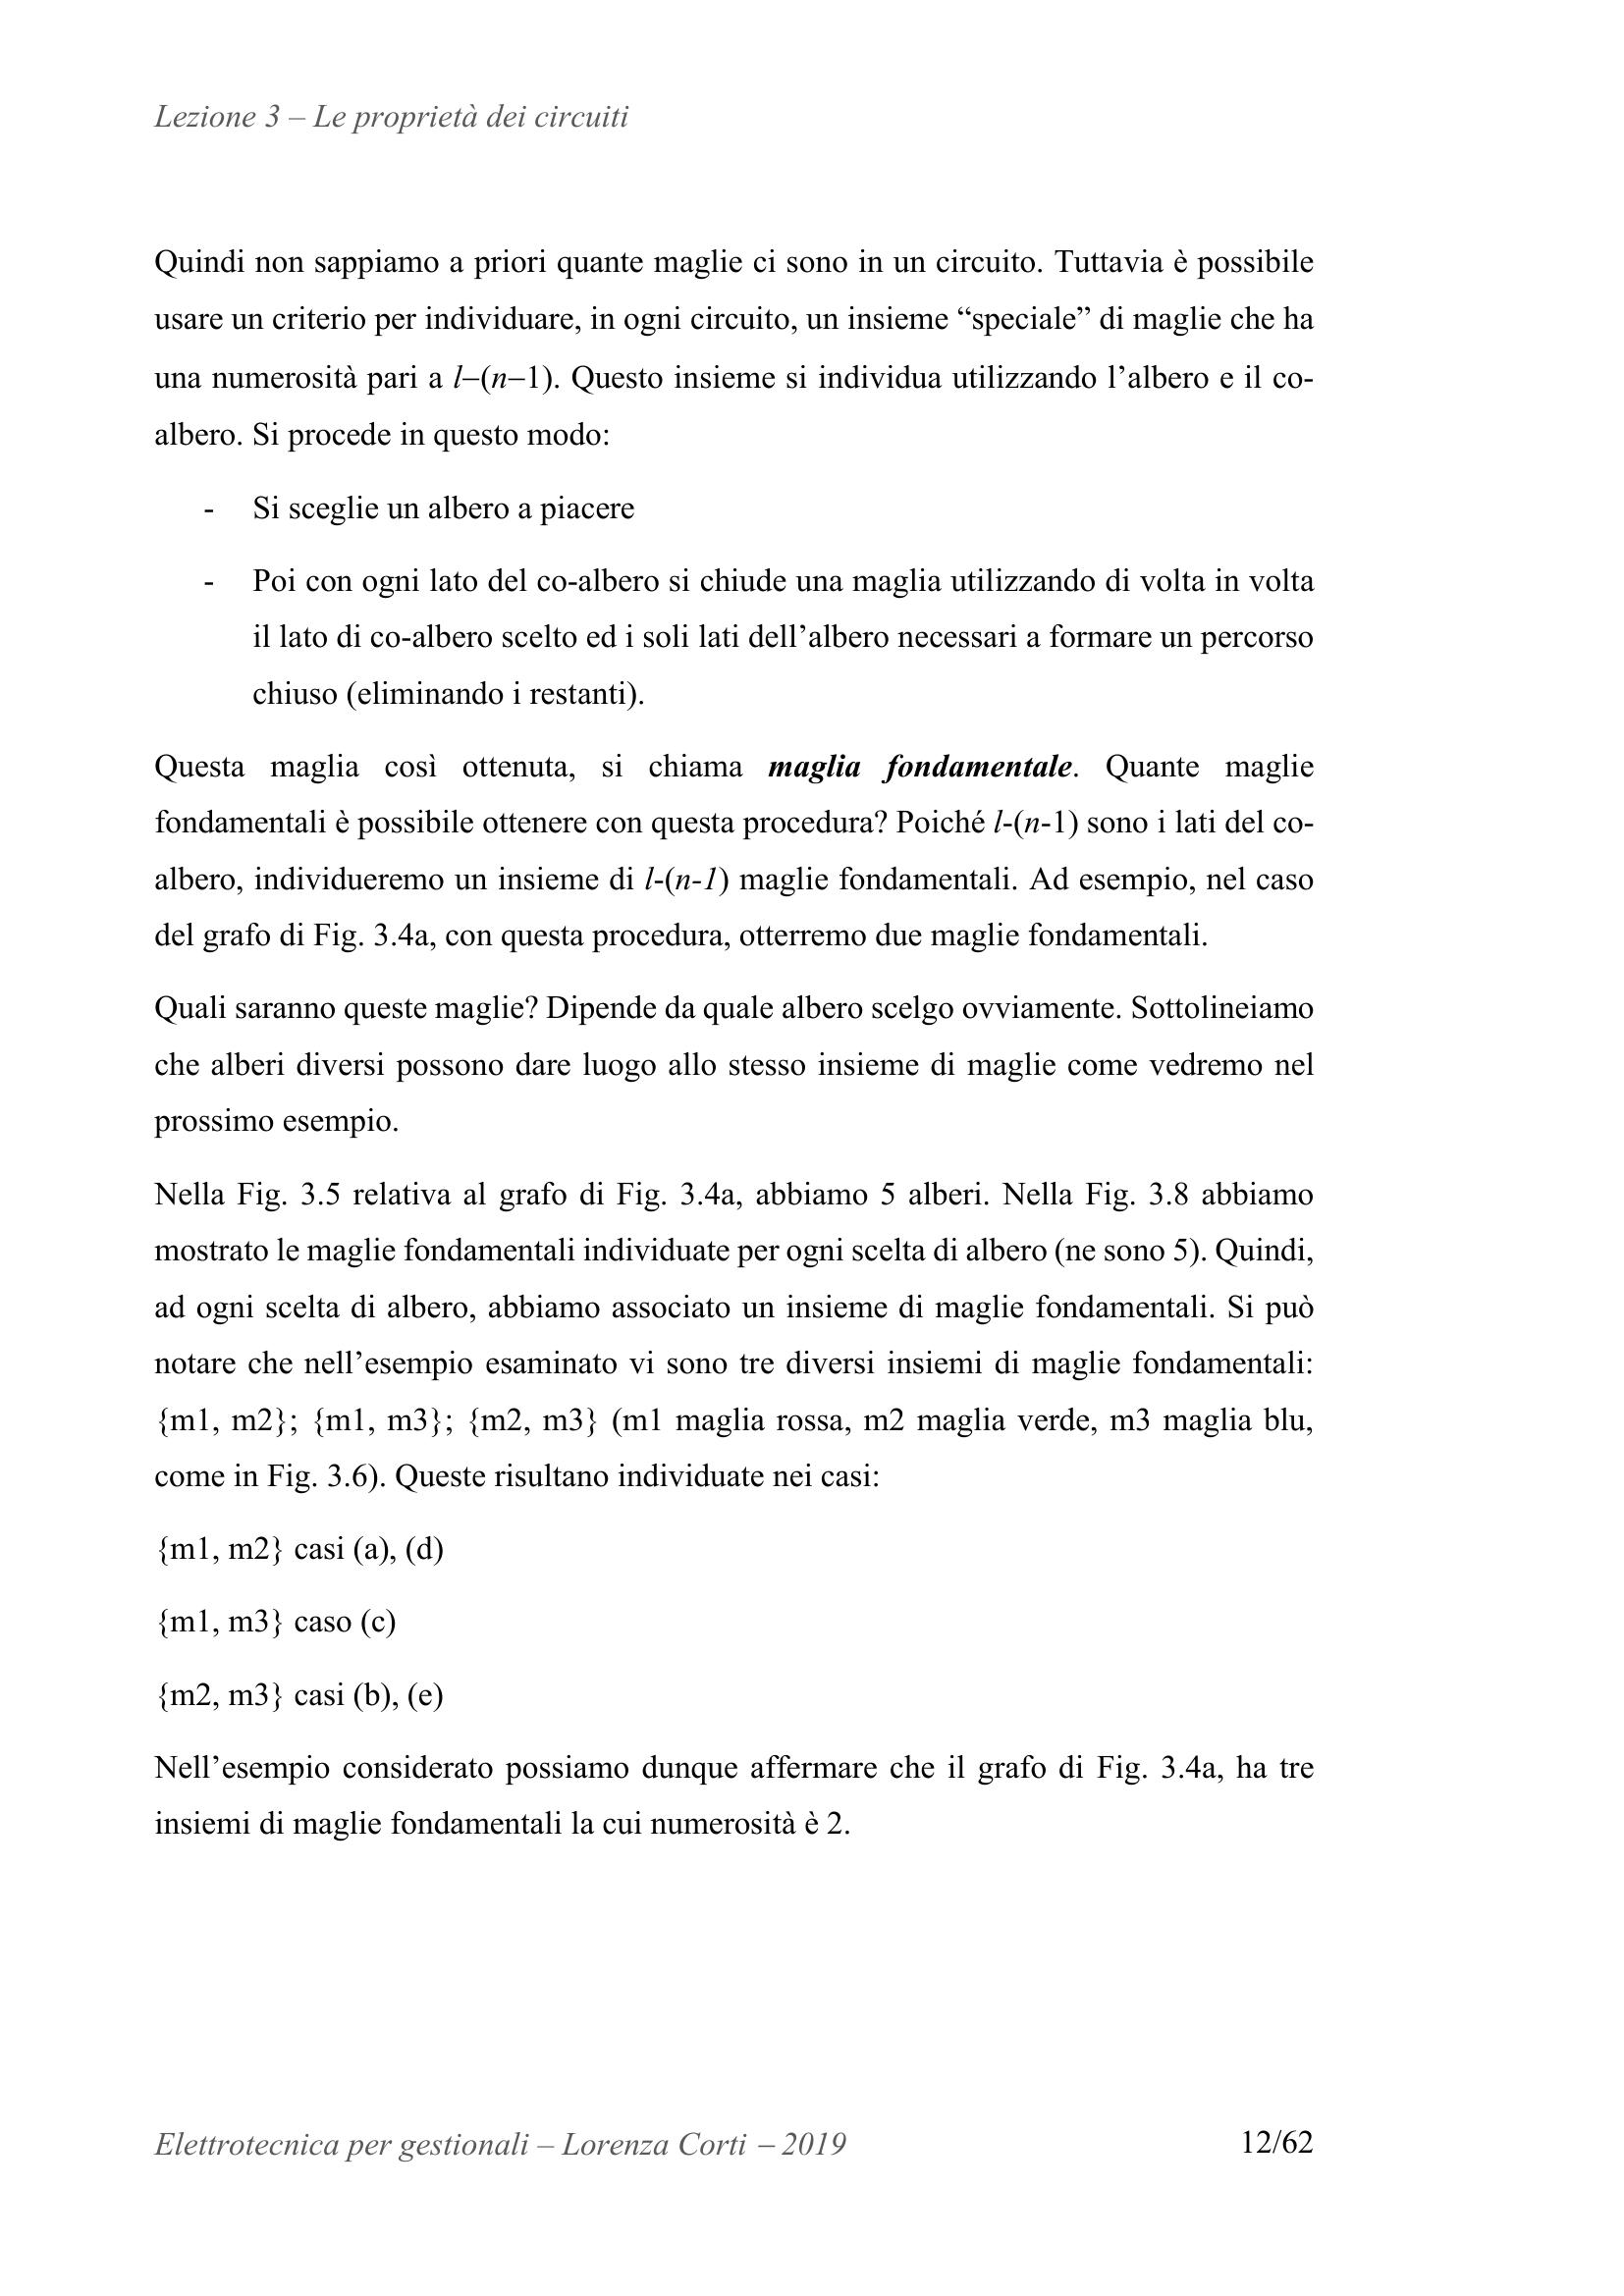 Lezione 3 – Le proprietà dei circuiti
Quindi non sappiamo a priori quante maglie ci sono in un circuito. Tuttavia è possibile
usare un criterio per individuare, in ogni circuito, un insieme “speciale” di maglie che ha
una numerosità pari a l–(n–1). Questo insieme si individua utilizzando l’albero e il co-
albero. Si procede in questo modo:
- Si sceglie un albero a piacere
- Poi con ogni lato del co-albero si chiude una maglia utilizzando di volta in volta
il lato di co-albero scelto ed i soli lati dell’albero necessari a formare un percorso
chiuso (eliminando i restanti).
Questa maglia così ottenuta, si chiama maglia fondamentale. Quante maglie
fondamentali è possibile ottenere con questa procedura? Poiché l-(n-1) sono i lati del co-
albero, individueremo un insieme di l-(n-1) maglie fondamentali. Ad esempio, nel caso
del grafo di Fig. 3.4a, con questa procedura, otterremo due maglie fondamentali.
Quali saranno queste maglie? Dipende da quale albero scelgo ovviamente. Sottolineiamo
che alberi diversi possono dare luogo allo stesso insieme di maglie come vedremo nel
prossimo esempio.
Nella Fig. 3.5 relativa al grafo di Fig. 3.4a, abbiamo 5 alberi. Nella Fig. 3.8 abbiamo
mostrato le maglie fondamentali individuate per ogni scelta di albero (ne sono 5). Quindi,
ad ogni scelta di albero, abbiamo associato un insieme di maglie fondamentali. Si può
notare che nell’esempio esaminato vi sono tre diversi insiemi di maglie fondamentali:
{m1, m2}; {m1, m3}; {m2, m3} (m1 maglia rossa, m2 maglia verde, m3 maglia blu,
come in Fig. 3.6). Queste risultano individuate nei casi:
{m1, m2} casi (a), (d)
{m1, m3} caso (c)
{m2, m3} casi (b), (e)
Nell’esempio considerato possiamo dunque affermare che il grafo di Fig. 3.4a, ha tre
insiemi di maglie fondamentali la cui numerosità è 2.
Elettrotecnica per gestionali – Lorenza Corti – 2019 12/62